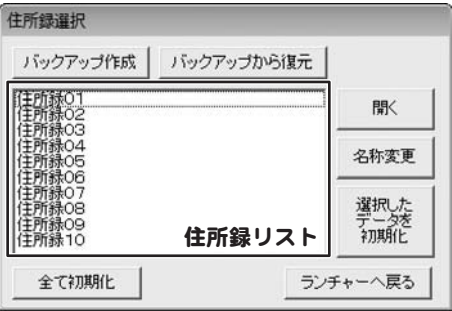 住所録選択
バックアップ作成 バックアップから復元
住所録01
住所録02
住所録03
住所録04
住所録05
住所録06
住所録07
住所録08
住所録09
住所録10
住所録リスト
開く
名称変更
選択した
データを
初期化
全て初期化 ランチャーへ戻る